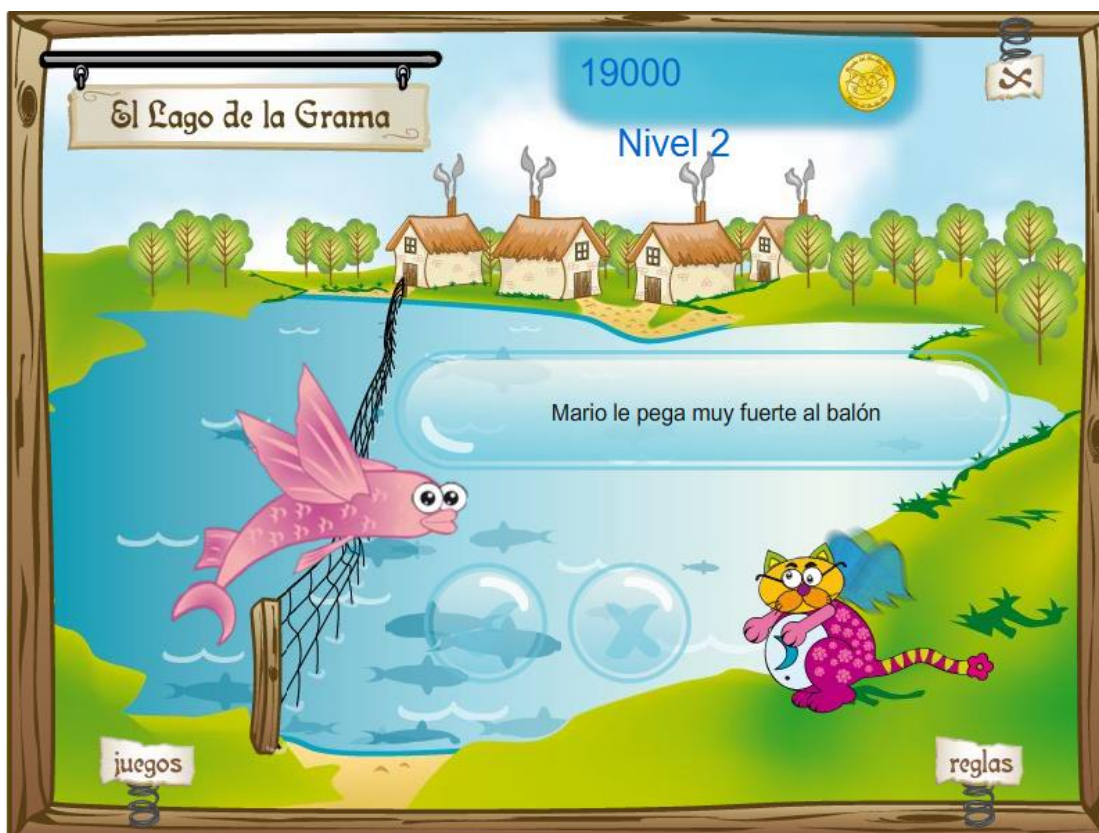 El Lago de la Grama
19000
Nivel 2
Mario le pega muy fuerte al balón
juegos
reglas